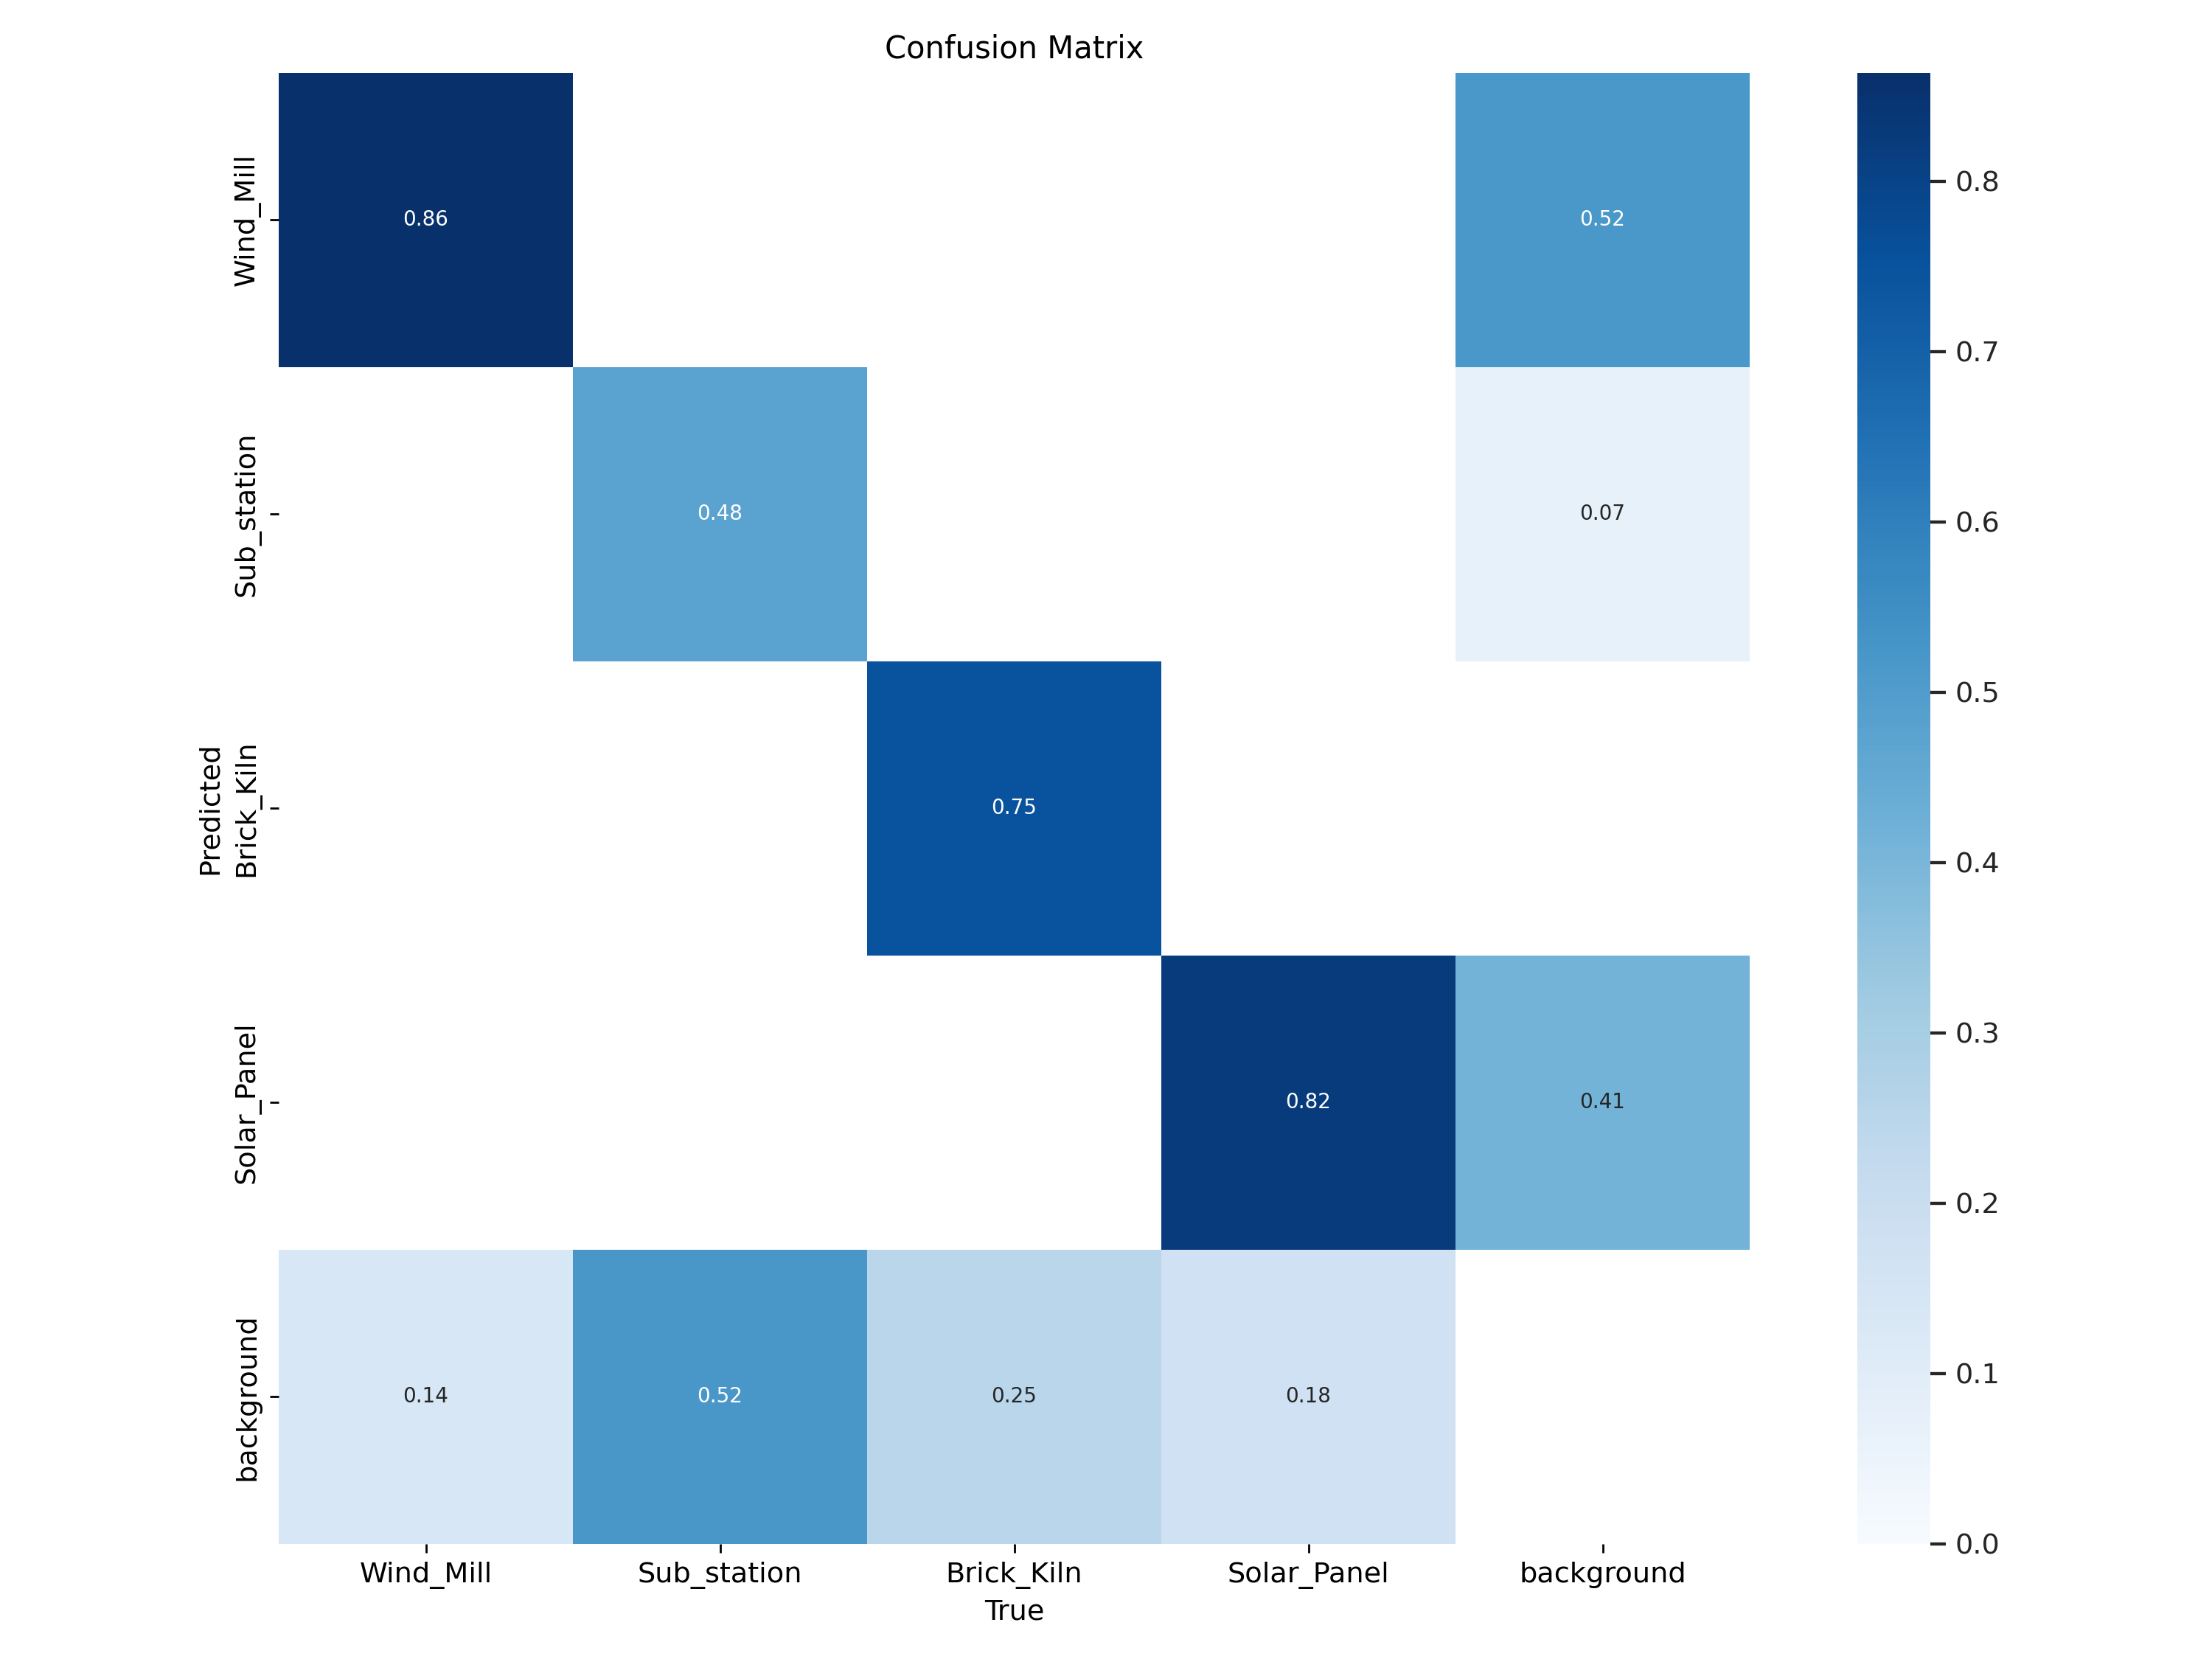 Confusion Matrix
Wind_Mill
0.86
0.52
0.8
0.7
Sub_station
0.48
0.07
0.6
0.5
Predicted
Brick_Kiln
0.75
0.4
Solar_Panel
0.82
0.41
0.3
0.2
background
0.14
0.52
0.25
0.18
0.1
0.0
Wind_Mill
Sub_station
Brick_Kiln
Solar_Panel
background
True